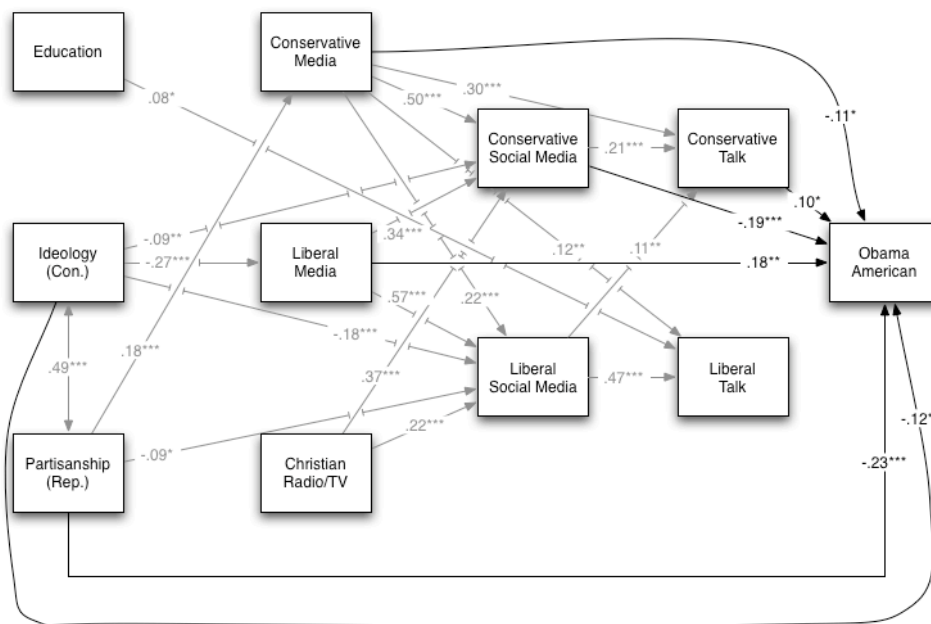 Education
Conservative
Media
.08*
.30***
.50***
-.11*
Conservative
Social Media
.21***
Conservative
Talk
.10*
-.19***
-.09**
.34***
.12**
.11**
Ideology
(Con.)
-.27***
Liberal
Media
.18**
Obama
American
.57***
.22***
-.18***
.18***
.49***
.37***
Liberal
Social Media
.47***
Liberal
Talk
.22***
-.12*
-.09*
Partisanship
(Rep.)
Christian
Radio/TV
-.23***